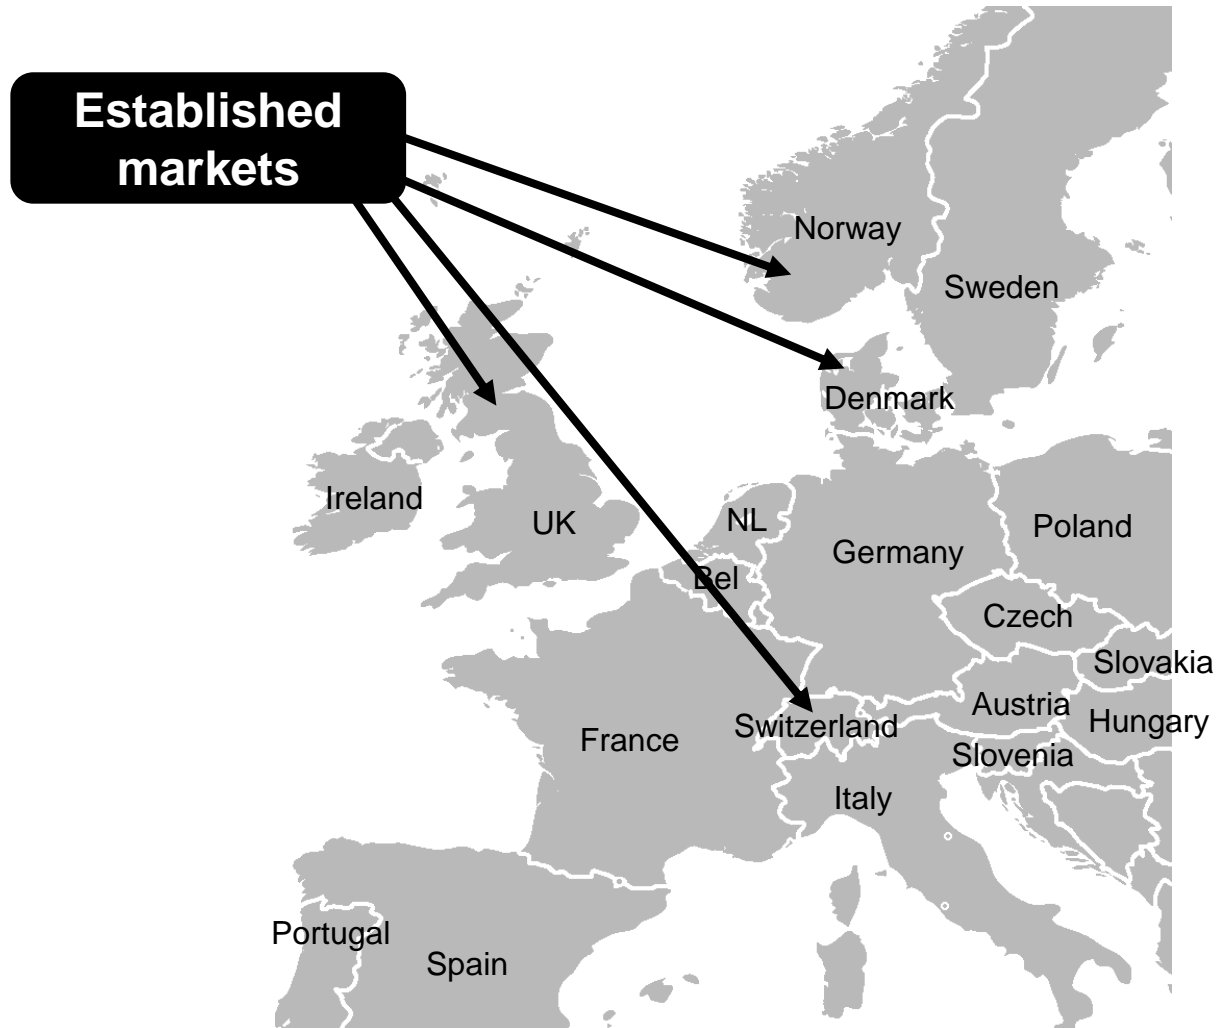 Established
markets
Norway
Sweden
Denmark
Ireland
UK
NL
Poland
Germany
Bel
Czech
Slovakia
Austria
Hungary
Switzerland
France
Slovenia
Italy
Portugal
Spain